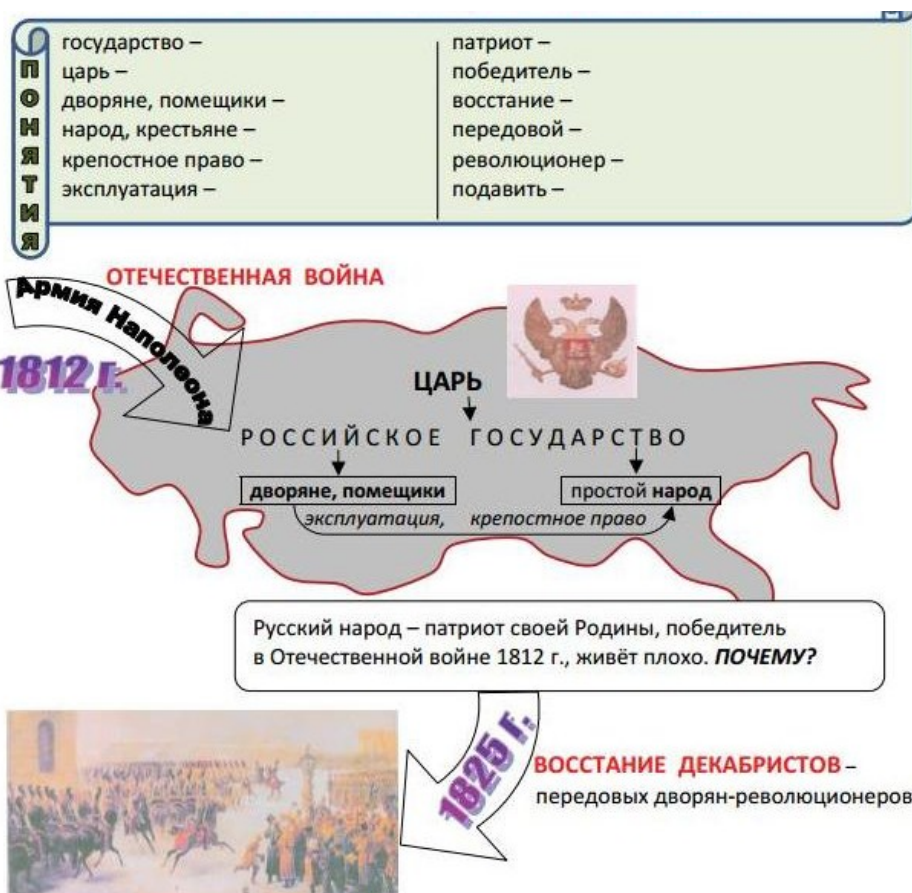 ПОНЯТИЯ
государство –
царь –
дворяне, помещики –
народ, крестьяне –
крепостное право –
эксплуатация –
патриот –
победитель –
восстание –
передовой –
революционер –
подавить –
ОТЕЧЕСТВЕННАЯ ВОЙНА
Армия Наполеона
1812 г.
ЦАРЬ
РОССИЙСКОЕ ГОСУДАРСТВО
дворяне, помещики
простой народ
эксплуатация, крепостное право
Русский народ – патриот своей Родины, победитель
в Отечественной войне 1812 г., живёт плохо. ПОЧЕМУ?
1825 г.
ВОССТАНИЕ ДЕКАБРИСТОВ –
передовых дворян-революционеров